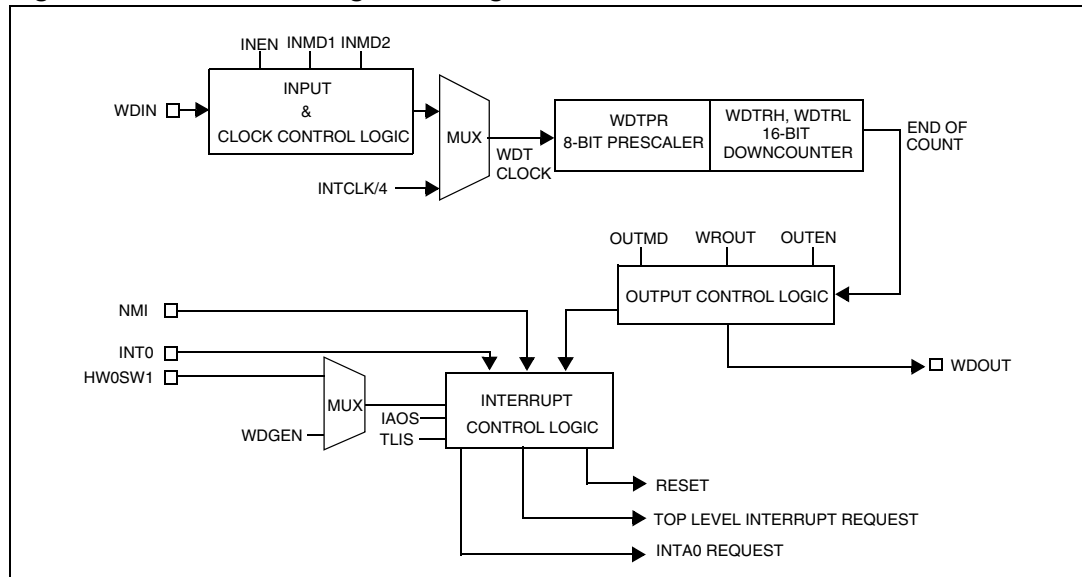 INEN INMD1 INMD2
INPUT
&
CLOCK CONTROL LOGIC
WDIN
MUX
WDT
CLOCK
INTCLK/4
WDTPR
8-BIT PRESCALER
WDTRH, WDTRL
16-BIT
DOWNCOUNTER
END OF
COUNT
OUTMD WROUT OUTEN
OUTPUT CONTROL LOGIC
NMI
INT0
HW0SW1
WDOUT
MUX
WDGEN
IAOS
TLIS
INTERRUPT
CONTROL LOGIC
RESET
TOP LEVEL INTERRUPT REQUEST
INTA0 REQUEST